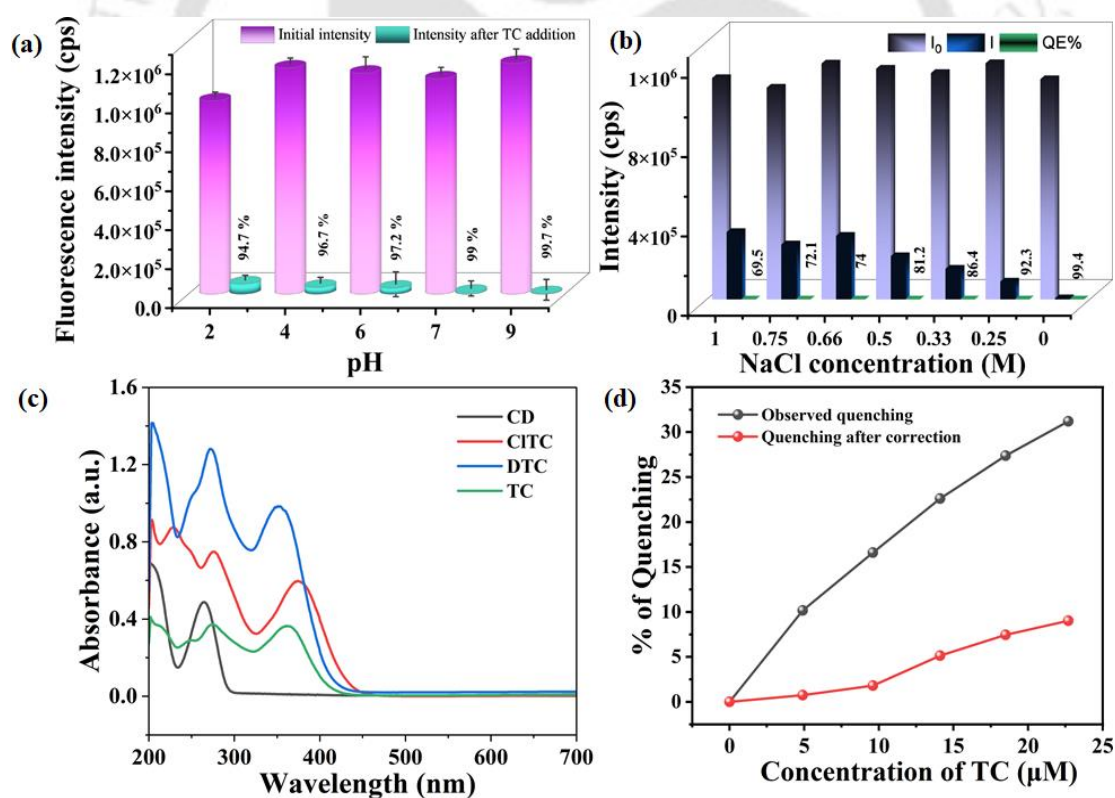 (a)
Initial intensity
Intensity after TC addition
Fluorescence intensity (cps)
1.2×10⁶
1.0×10⁶
8.0×10⁵
6.0×10⁵
4.0×10⁵
2.0×10⁵
0.0
94.7 %
96.7 %
97.2 %
99 %
99.7 %
2 4 6 7 9
pH
(b)
I₀ I QE%
Intensity (cps)
1×10⁶
8×10⁵
4×10⁵
0
69.5
72.1
74
81.2
86.4
92.3
99.4
1 0.75 0.66 0.5 0.33 0.25 0
NaCl concentration (M)
(c)
CD
ClTC
DTC
TC
Absorbance (a.u.)
1.6
1.2
0.8
0.4
0.0
200 300 400 500 600 700
Wavelength (nm)
(d)
Observed quenching
Quenching after correction
% of Quenching
35
30
25
20
15
10
5
0
0 5 10 15 20 25
Concentration of TC (μM)